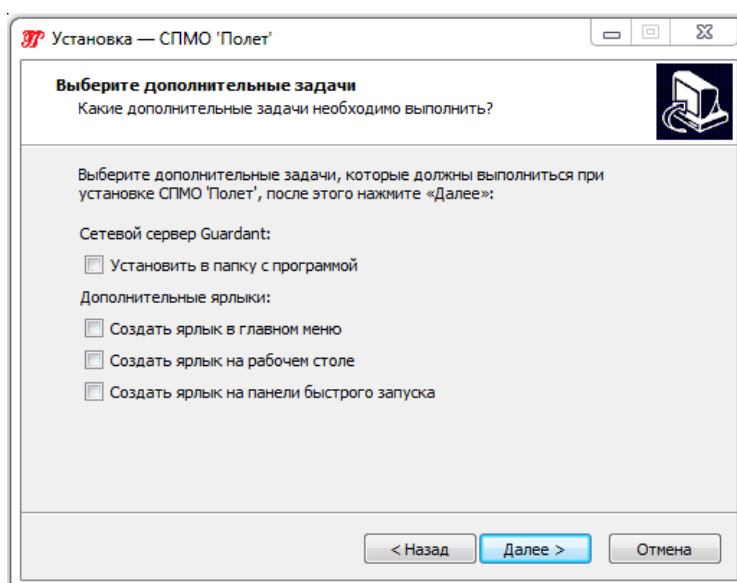 Установка — СПМО 'Полет'
Выберите дополнительные задачи
Какие дополнительные задачи необходимо выполнить?
Выберите дополнительные задачи, которые должны выполниться при
установке СПМО 'Полет', после этого нажмите «Далее»:
Сетевой сервер Guardant:
Установить в папку с программой
Дополнительные ярлыки:
Создать ярлык в главном меню
Создать ярлык на рабочем столе
Создать ярлык на панели быстрого запуска
< Назад Далее > Отмена